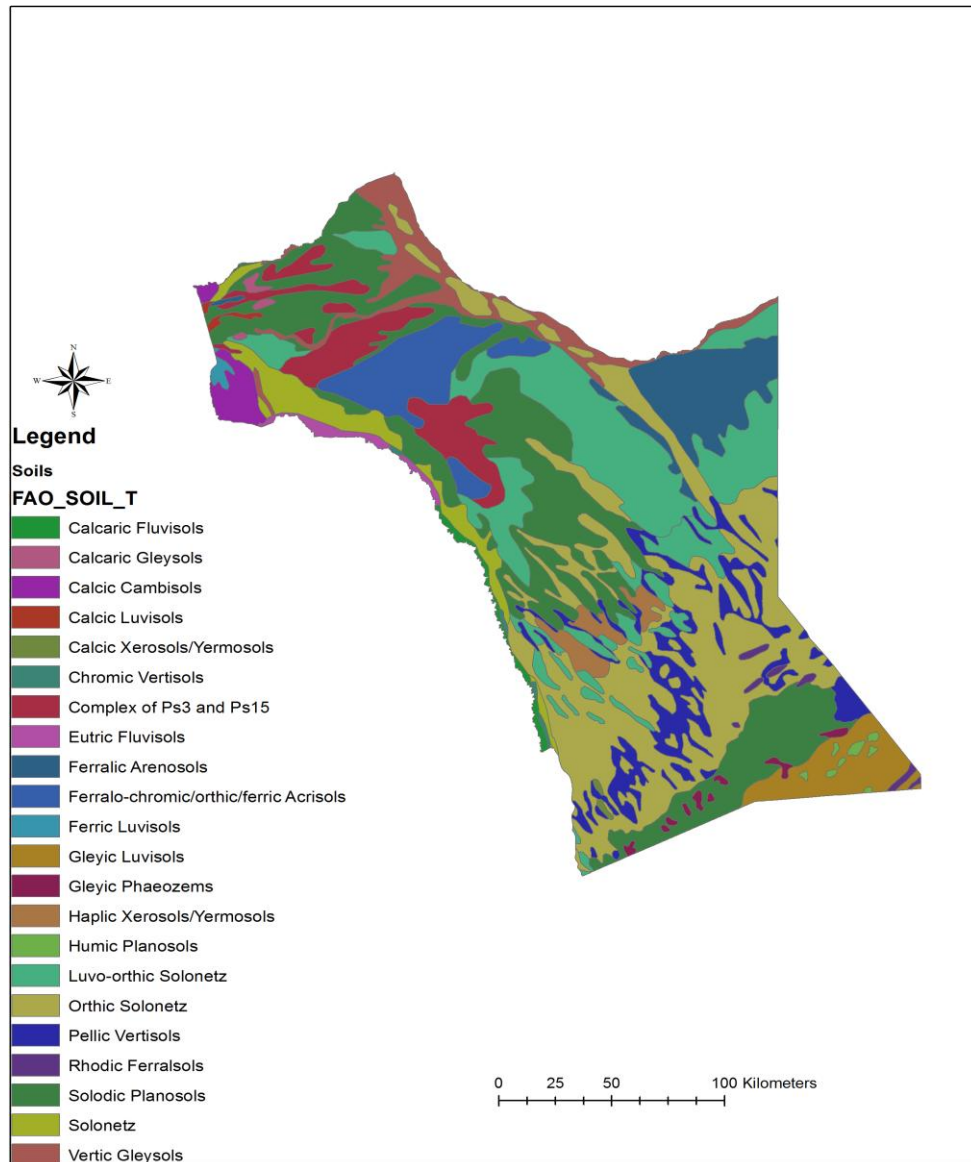 N
W E
S
Legend
Soils
FAO_SOIL_T
Calcaric Fluvisols
Calcaric Gleysols
Calcic Cambisols
Calcic Luvisols
Calcic Xerosols/Yermosols
Chromic Vertisols
Complex of Ps3 and Ps15
Eutric Fluvisols
Ferralic Arenosols
Ferralo-chromic/orthic/ferric Acrisols
Ferric Luvisols
Gleyic Luvisols
Gleyic Phaeozems
Haplic Xerosols/Yermosols
Humic Planosols
Luvo-orthic Solonetz
Orthic Solonetz
Pellic Vertisols
Rhodic Ferralsols
Solodic Planosols
Solonetz
Vertic Gleysols
0 25 50 100 Kilometers